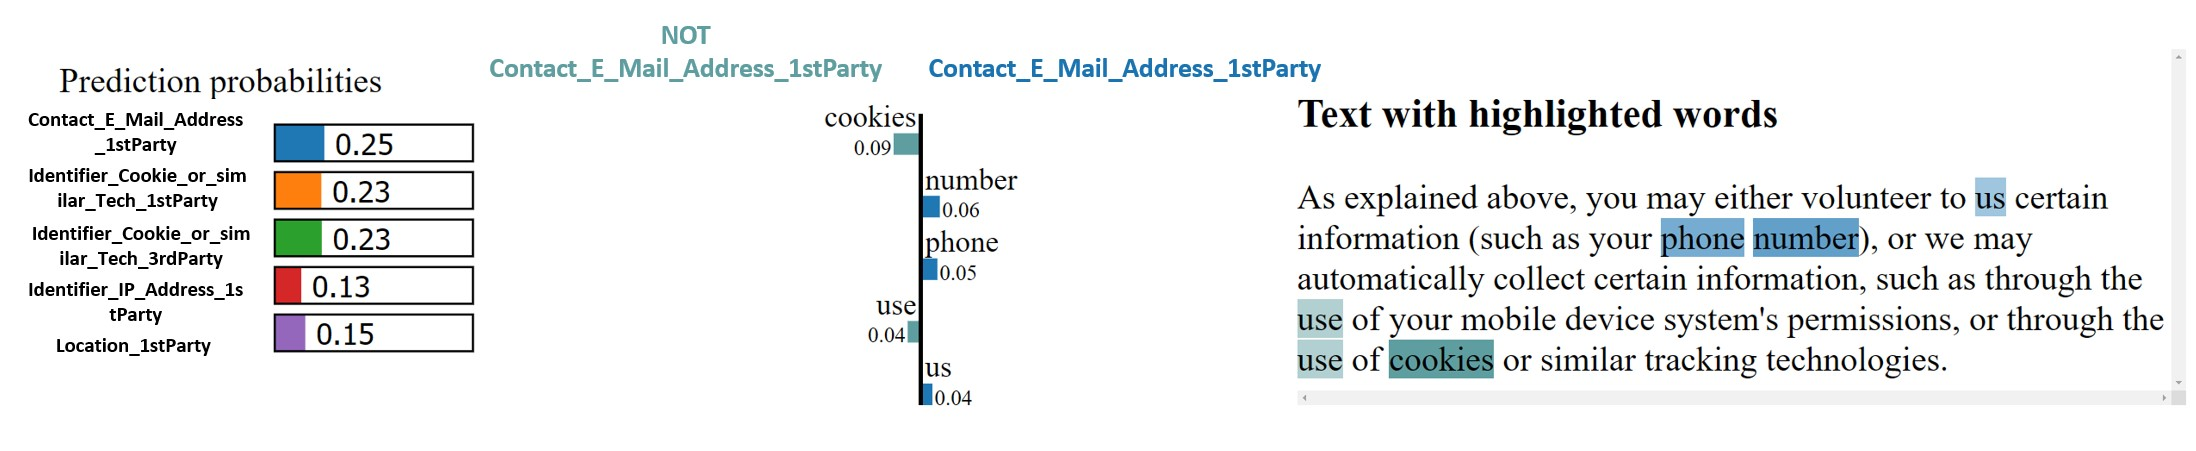 Prediction probabilities
Contact_E_Mail_Address
_1stParty
0.25
Identifier_Cookie_or_sim
ilar_Tech_1stParty
0.23
Identifier_Cookie_or_sim
ilar_Tech_3rdParty
0.23
Identifier_IP_Address_1s
tParty
0.13
Location_1stParty
0.15
NOT
Contact_E_Mail_Address_1stParty
Contact_E_Mail_Address_1stParty
cookies
0.09
number
0.06
phone
0.05
use
0.04
us
0.04
Text with highlighted words
As explained above, you may either volunteer to us certain
information (such as your phone number), or we may
automatically collect certain information, such as through the
use of your mobile device system's permissions, or through the
use of cookies or similar tracking technologies.